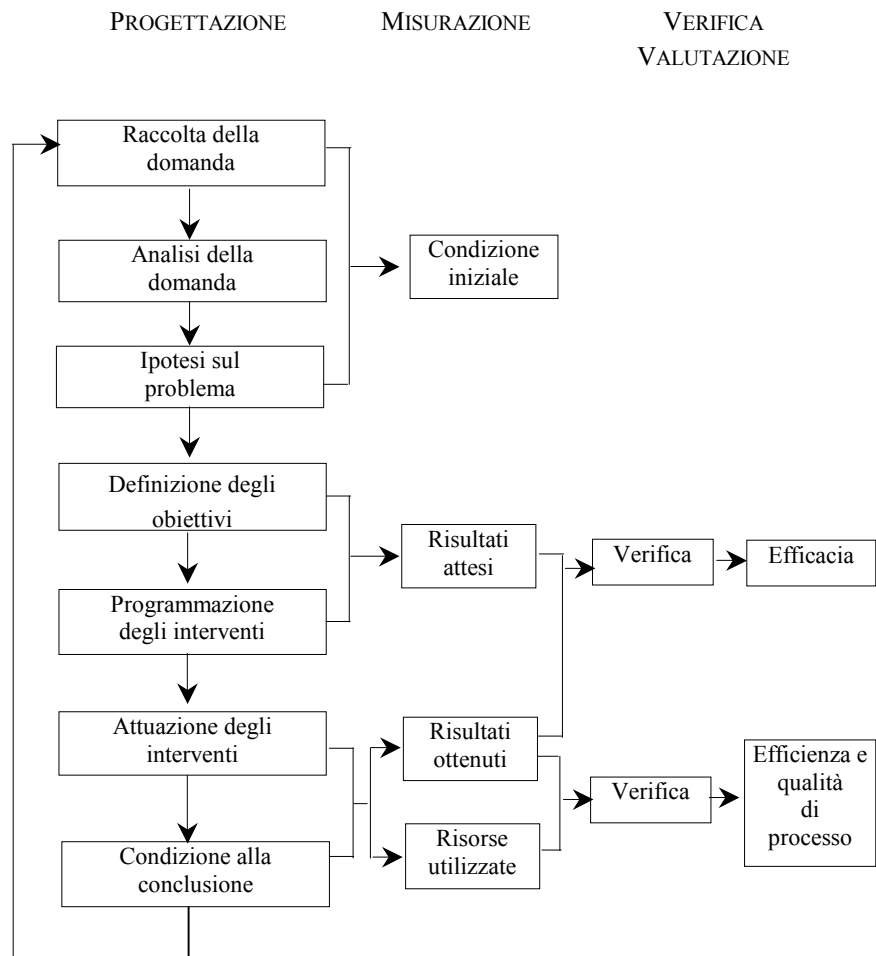 PROGETTAZIONE
MISURAZIONE
VERIFICA
VALUTAZIONE
Raccolta della
domanda
Analisi della
domanda
Condizione
iniziale
Ipotesi sul
problema
Definizione degli
obiettivi
Risultati
attesi
Verifica
Efficacia
Programmazione
degli interventi
Attuazione degli
interventi
Risultati
ottenuti
Verifica
Efficienza e
qualità
di
processo
Condizione alla
conclusione
Risorse
utilizzate